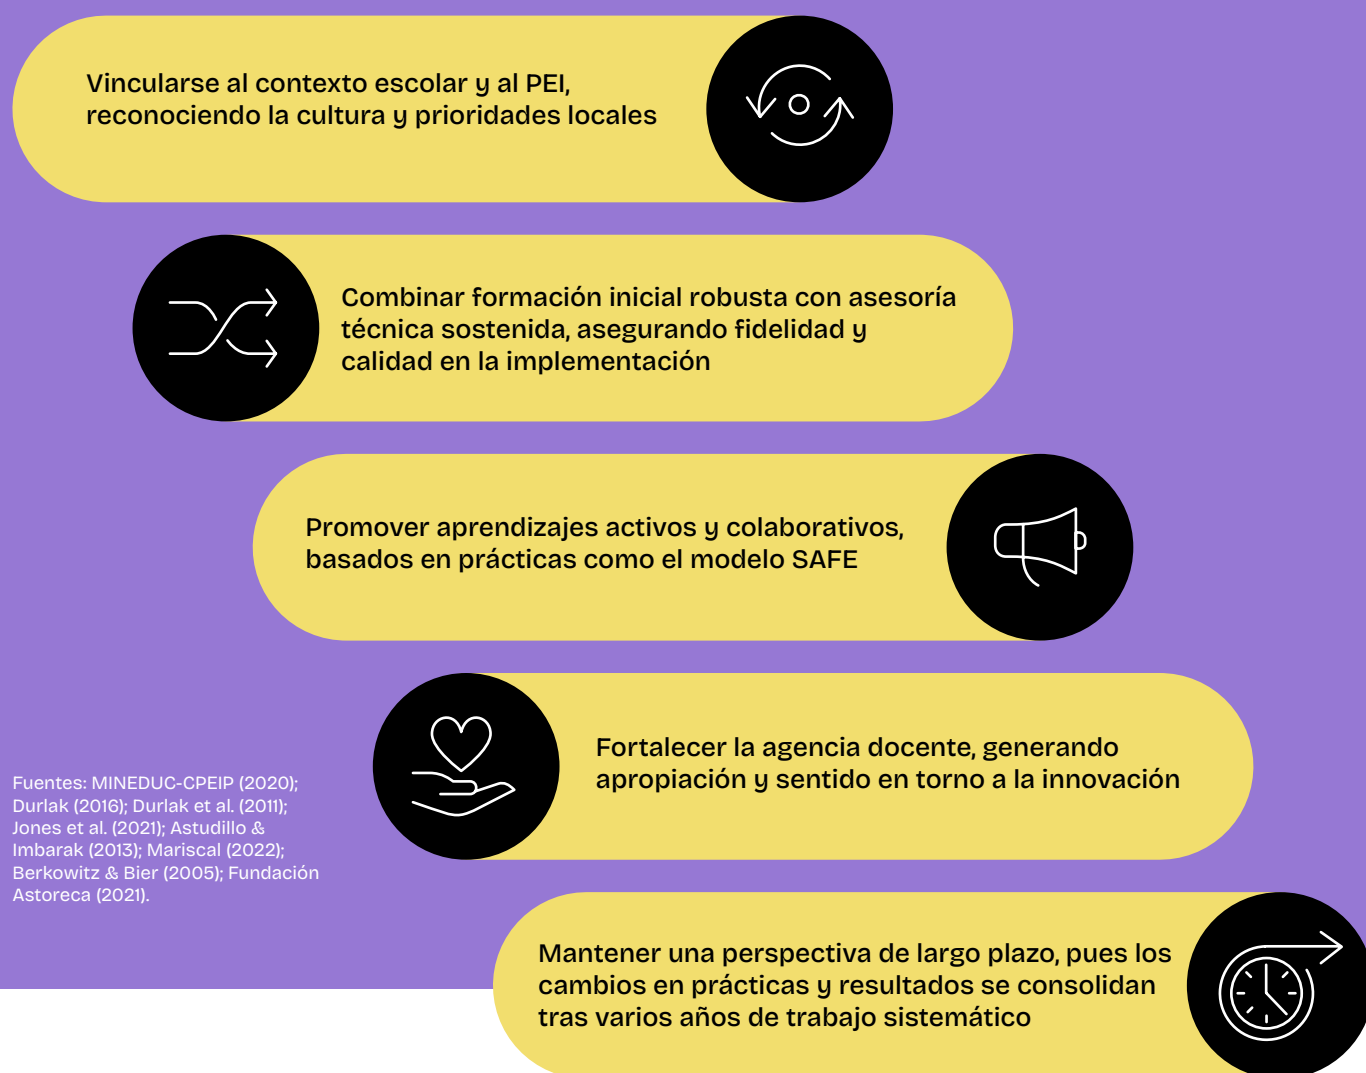 Vincularse al contexto escolar y al PEI,
reconociendo la cultura y prioridades locales
Combinar formación inicial robusta con asesoría
técnica sostenida, asegurando fidelidad y
calidad en la implementación
Promover aprendizajes activos y colaborativos,
basados en prácticas como el modelo SAFE
Fortalecer la agencia docente, generando
apropiación y sentido en torno a la innovación
Fuentes: MINEDUC-CPEIP (2020);
Durlak (2016); Durlak et al. (2011);
Jones et al. (2021); Astudillo &
Imbarak (2013); Mariscal (2022);
Berkowitz & Bier (2005); Fundación
Astoreca (2021).
Mantener una perspectiva de largo plazo, pues los
cambios en prácticas y resultados se consolidan
tras varios años de trabajo sistemático